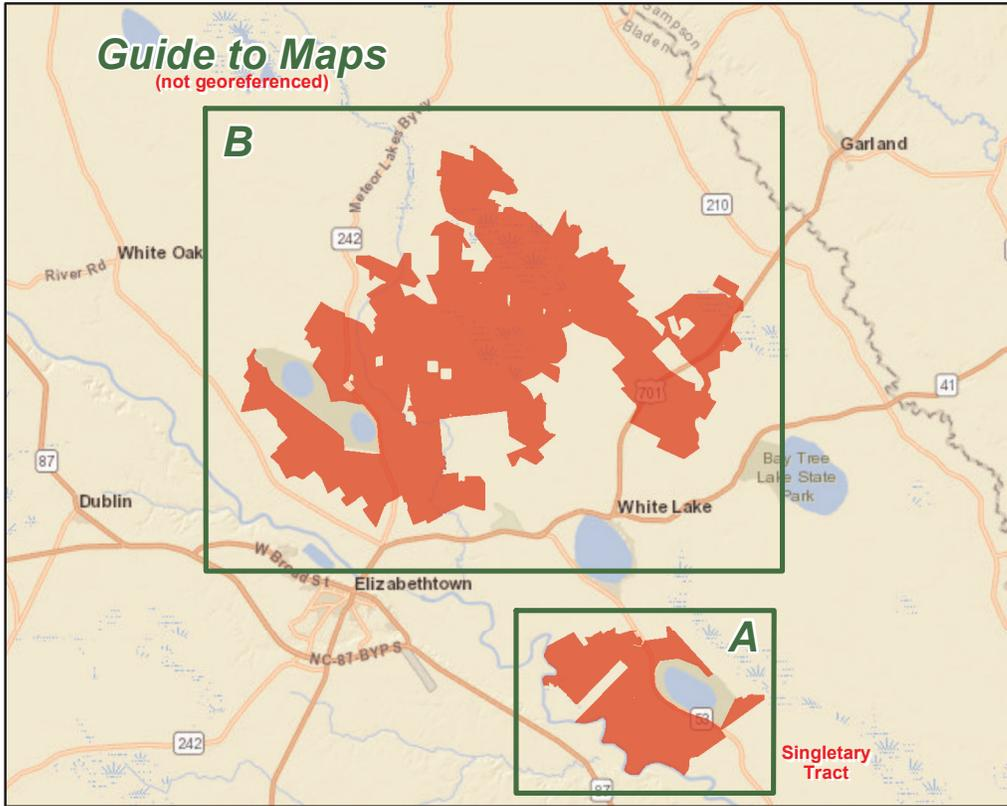 Guide to Maps
(not georeferenced)
Sampson
Bladen
B
Meteor Lakes Bywy
Garland
210
242
White Oak
River Rd
701
41
87
Bay Tree
Lake State
Park
Dublin
White Lake
W Broad St
Elizabethtown
A
NC-87-BYP S
53
242
Singletary
Tract
87